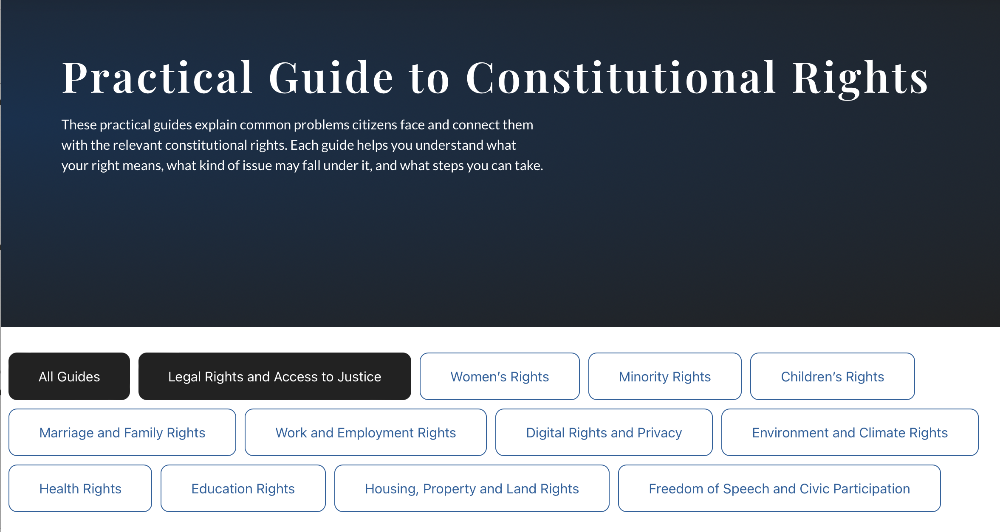 Practical Guide to Constitutional Rights
These practical guides explain common problems citizens face and connect them
with the relevant constitutional rights. Each guide helps you understand what
your right means, what kind of issue may fall under it, and what steps you can take.
All Guides
Legal Rights and Access to Justice
Women’s Rights
Minority Rights
Children’s Rights
Marriage and Family Rights
Work and Employment Rights
Digital Rights and Privacy
Environment and Climate Rights
Health Rights
Education Rights
Housing, Property and Land Rights
Freedom of Speech and Civic Participation